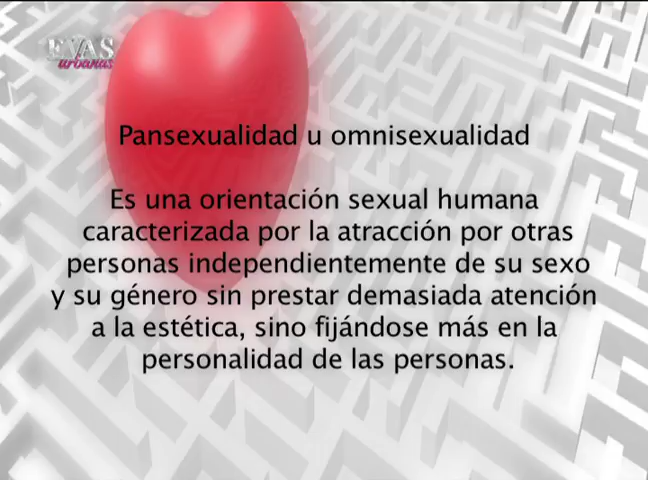 EVAS
urbanas
Pansexualidad u omnisexualidad
Es una orientación sexual humana
caracterizada por la atracción por otras
personas independientemente de su sexo
y su género sin prestar demasiada atención
a la estética, sino fijándose más en la
personalidad de las personas.